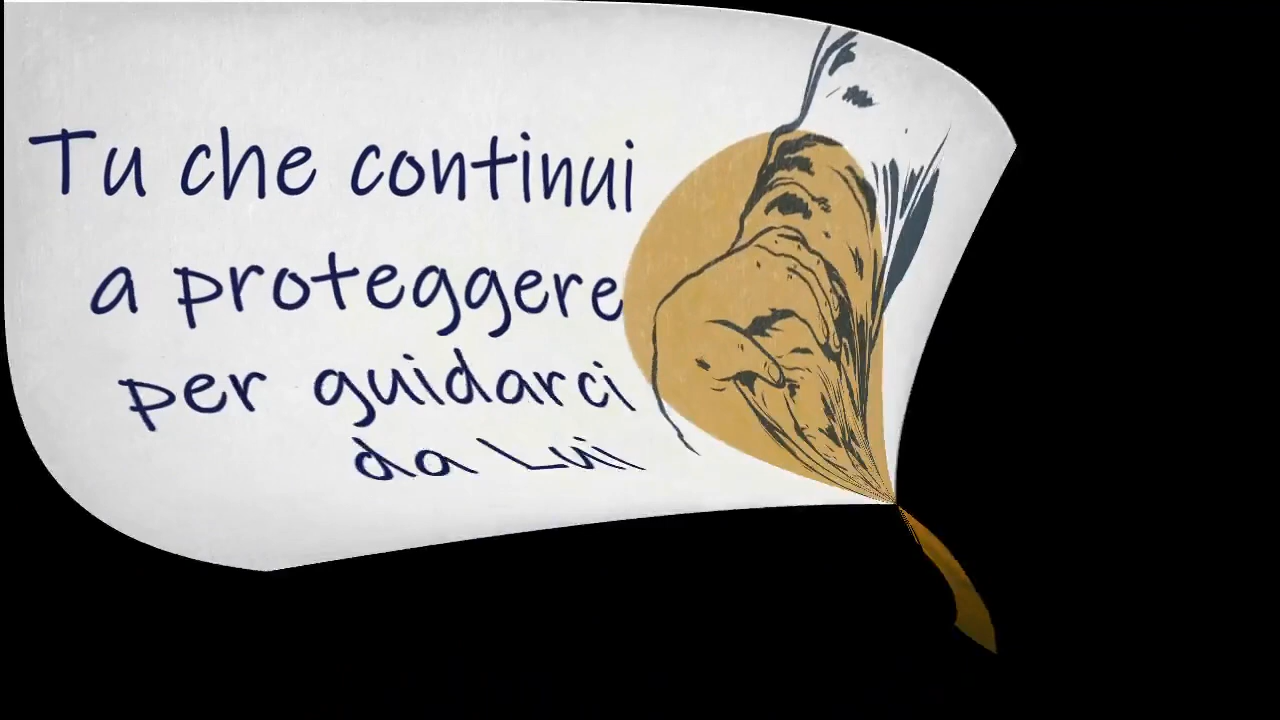 Tu che continui
a proteggere
per guidarci
da Lui